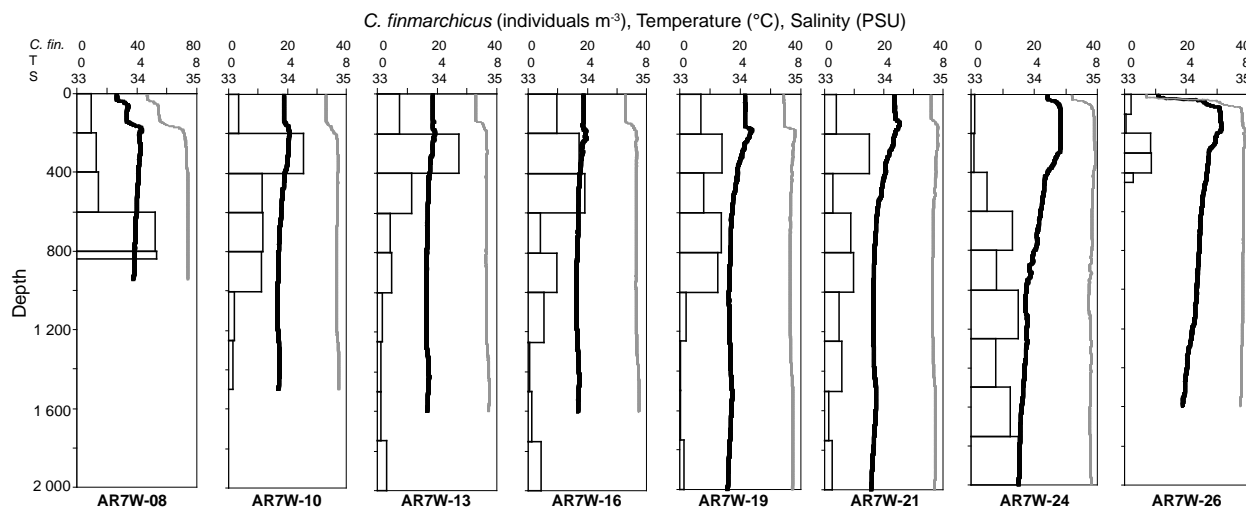 C. finmarchicus (individuals m⁻³), Temperature (°C), Salinity (PSU)
C. fin. 0 40 80 0 20 40 0 20 40 0 20 40 0 20 40 0 20 40 0 20 40 0 20 40
T 0 4 8 0 4 8 0 4 8 0 4 8 0 4 8 0 4 8 0 4 8 0 4 8
S 33 34 35 33 34 35 33 34 35 33 34 35 33 34 35 33 34 35 33 34 35 33 34 35
0
400
800
1 200
1 600
2 000
Depth
AR7W-08 AR7W-10 AR7W-13 AR7W-16 AR7W-19 AR7W-21 AR7W-24 AR7W-26